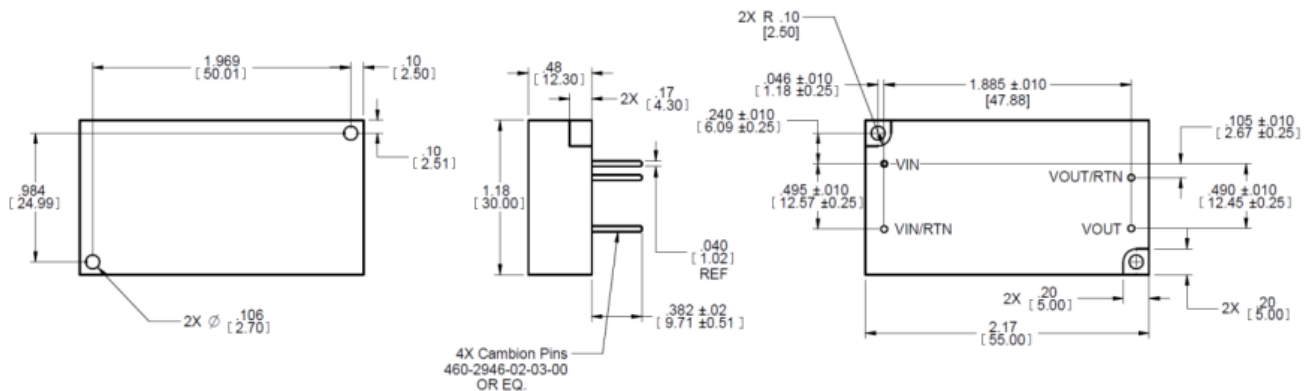 1.969
[ 50.01]
.10
[ 2.50]
.10
[ 2.51]
.984
[ 24.99]
2X ∅ .106
[ 2.70]
.48
[ 12.30]
2X .17
[ 4.30]
1.18
[ 30.00]
.040
[ 1.02]
REF
.382 ±.02
[ 9.71 ±0.51 ]
4X Cambion Pins
460-2946-02-03-00
OR EQ.
2X R .10
[2.50]
.046 ±.010
[ 1.18 ±0.25]
1.885 ±.010
[47.88]
.240 ±.010
[ 6.09 ±0.25]
.105 ±.010
[ 2.67 ±0.25]
VIN
VOUT/RTN
.495 ±.010
[ 12.57 ±0.25]
.490 ±.010
[ 12.45 ±0.25]
VIN/RTN
VOUT
2X .20
[ 5.00]
2X .20
[ 5.00]
2.17
[ 55.00]